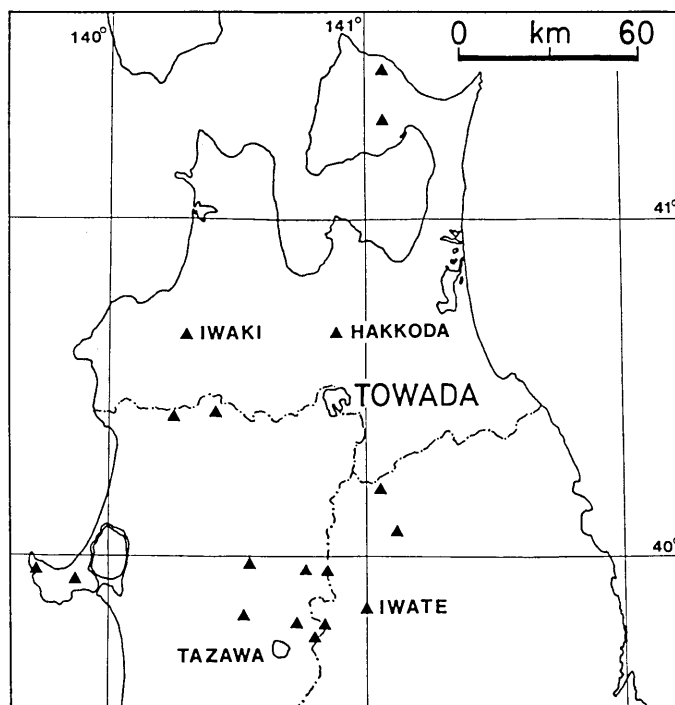 140°
141°
0 km 60
41°
IWAKI
HAKKODA
TOWADA
40°
IWATE
TAZAWA